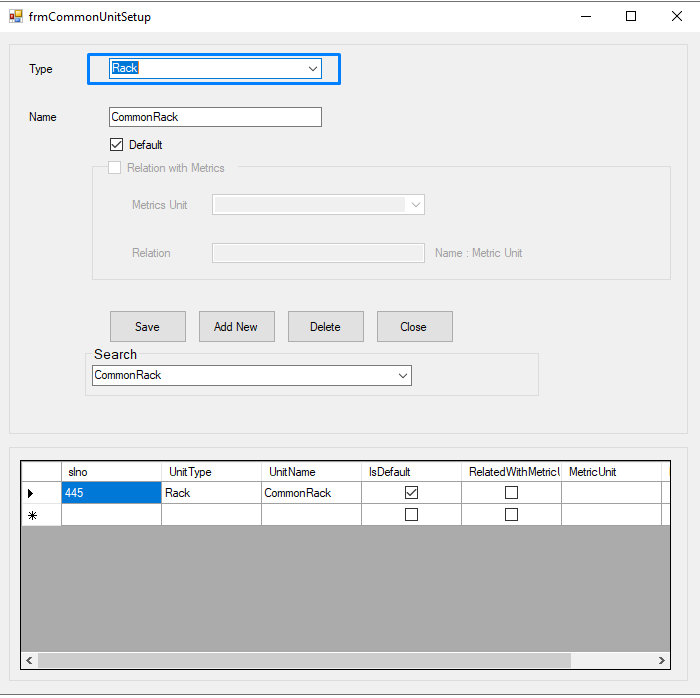 frmCommonUnitSetup
Type Rack
Name CommonRack
Default
Relation with Metrics
Metrics Unit
Relation Name : Metric Unit
Save Add New Delete Close
Search
CommonRack
slno UnitType UnitName IsDefault RelatedWithMetricU MetricUnit
445 Rack CommonRack